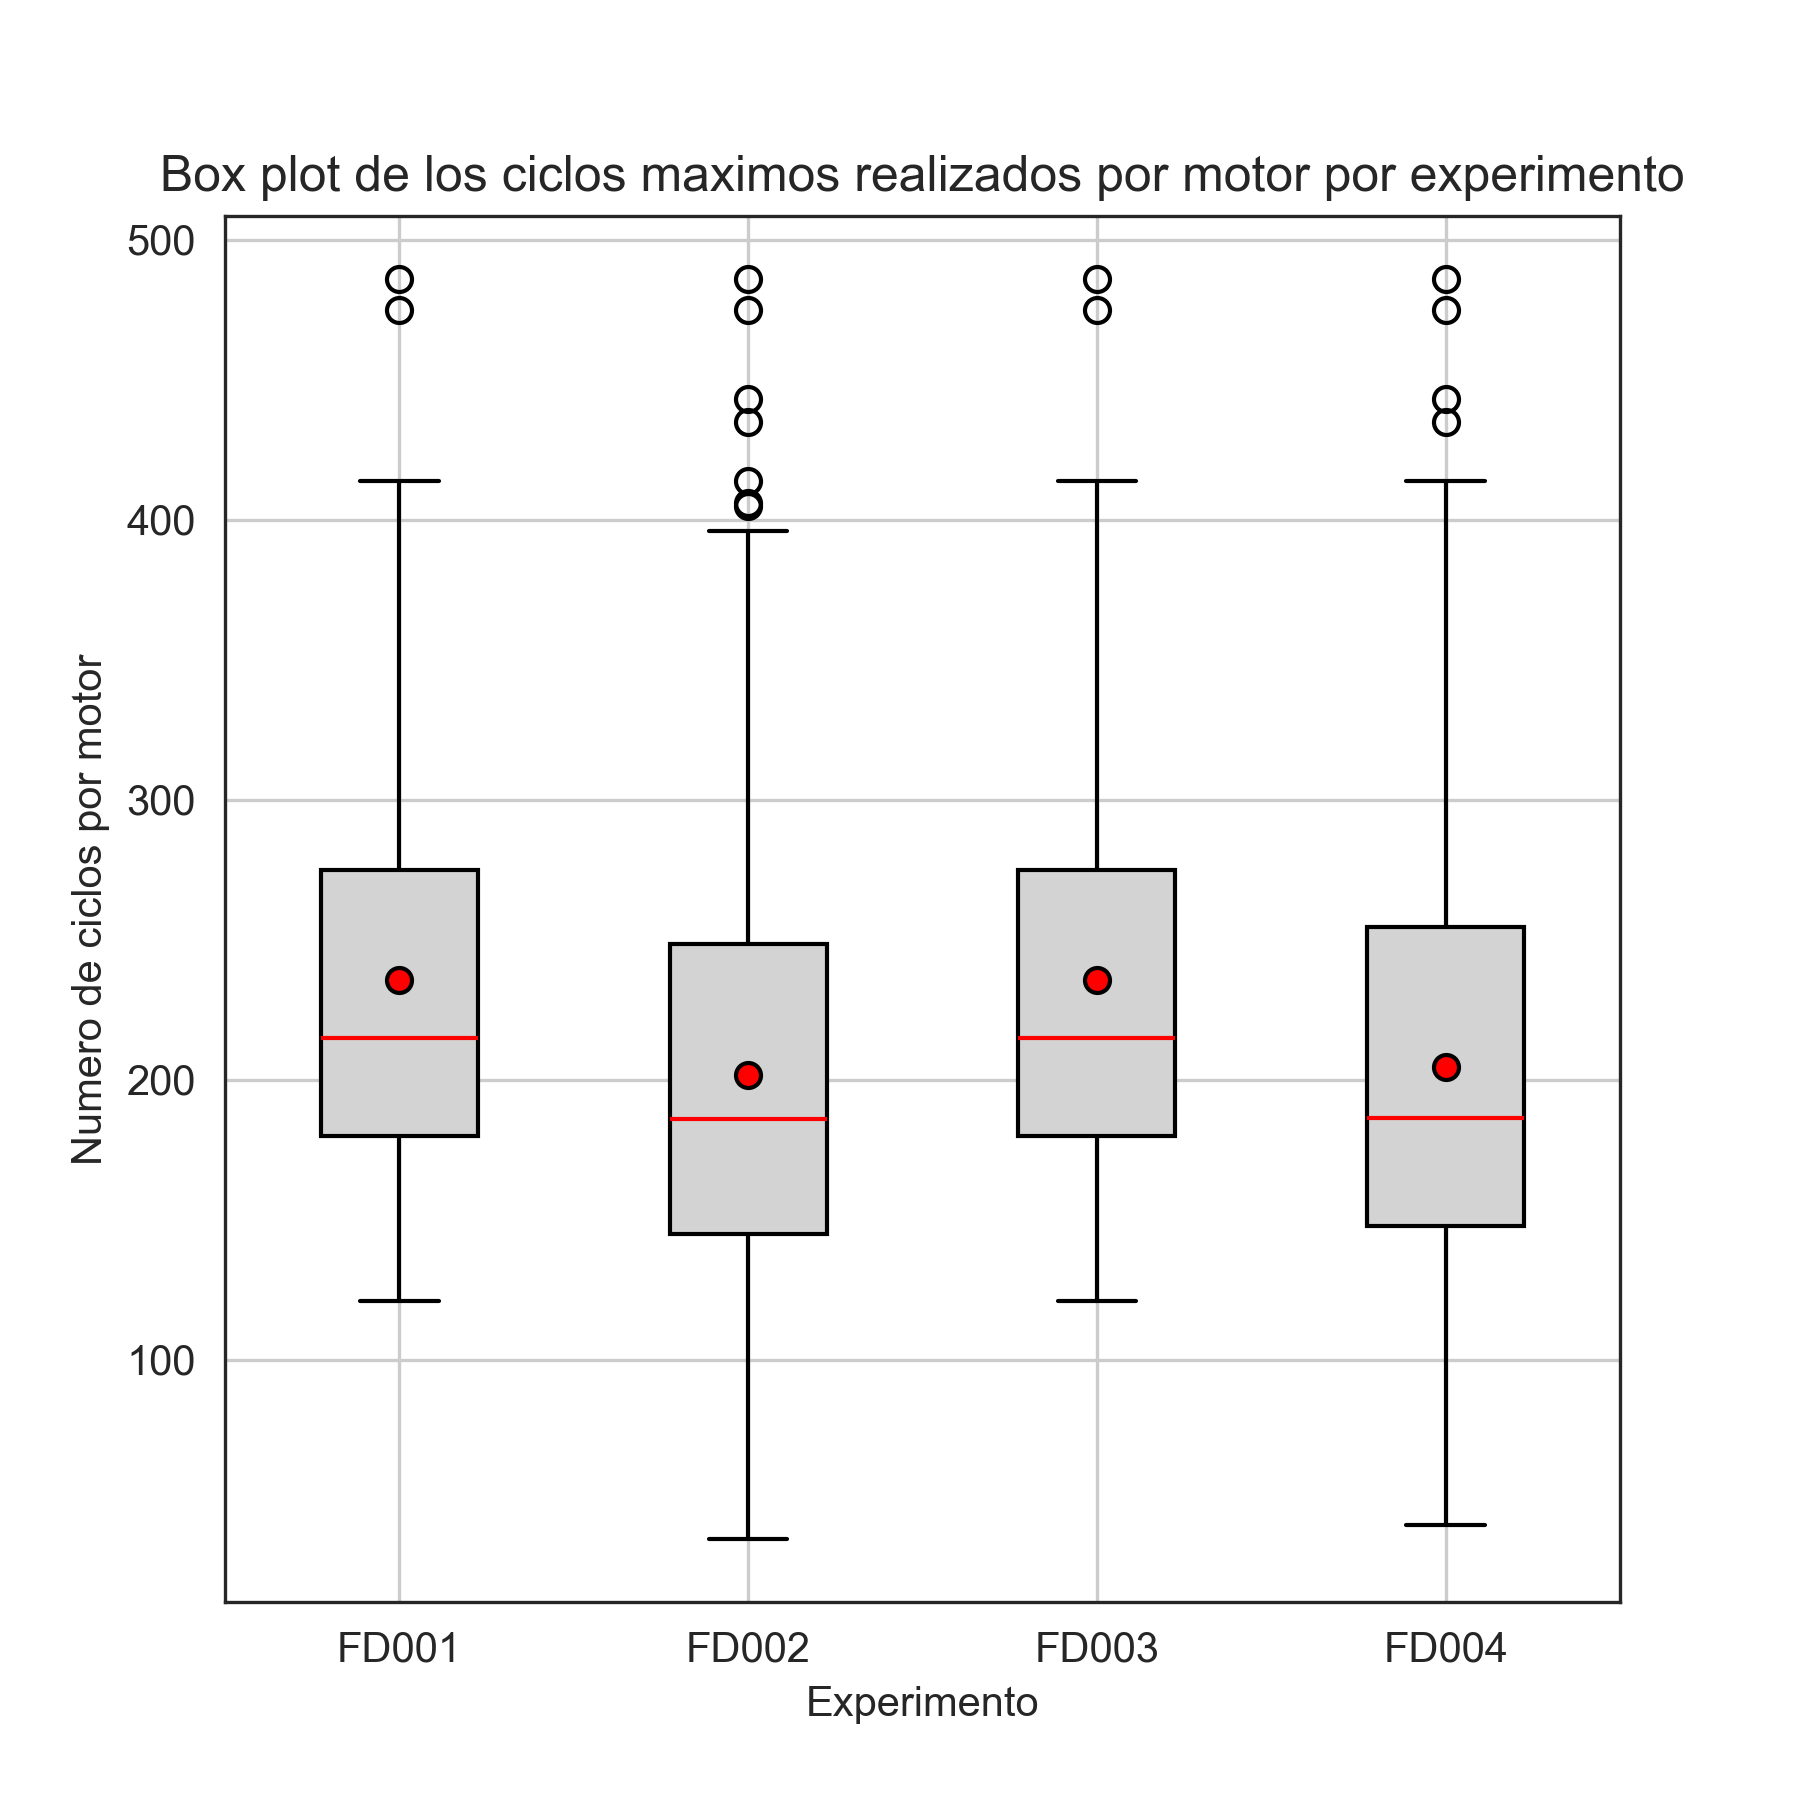 Box plot de los ciclos maximos realizados por motor por experimento
500
400
300
200
100
Numero de ciclos por motor
FD001
FD002
FD003
FD004
Experimento